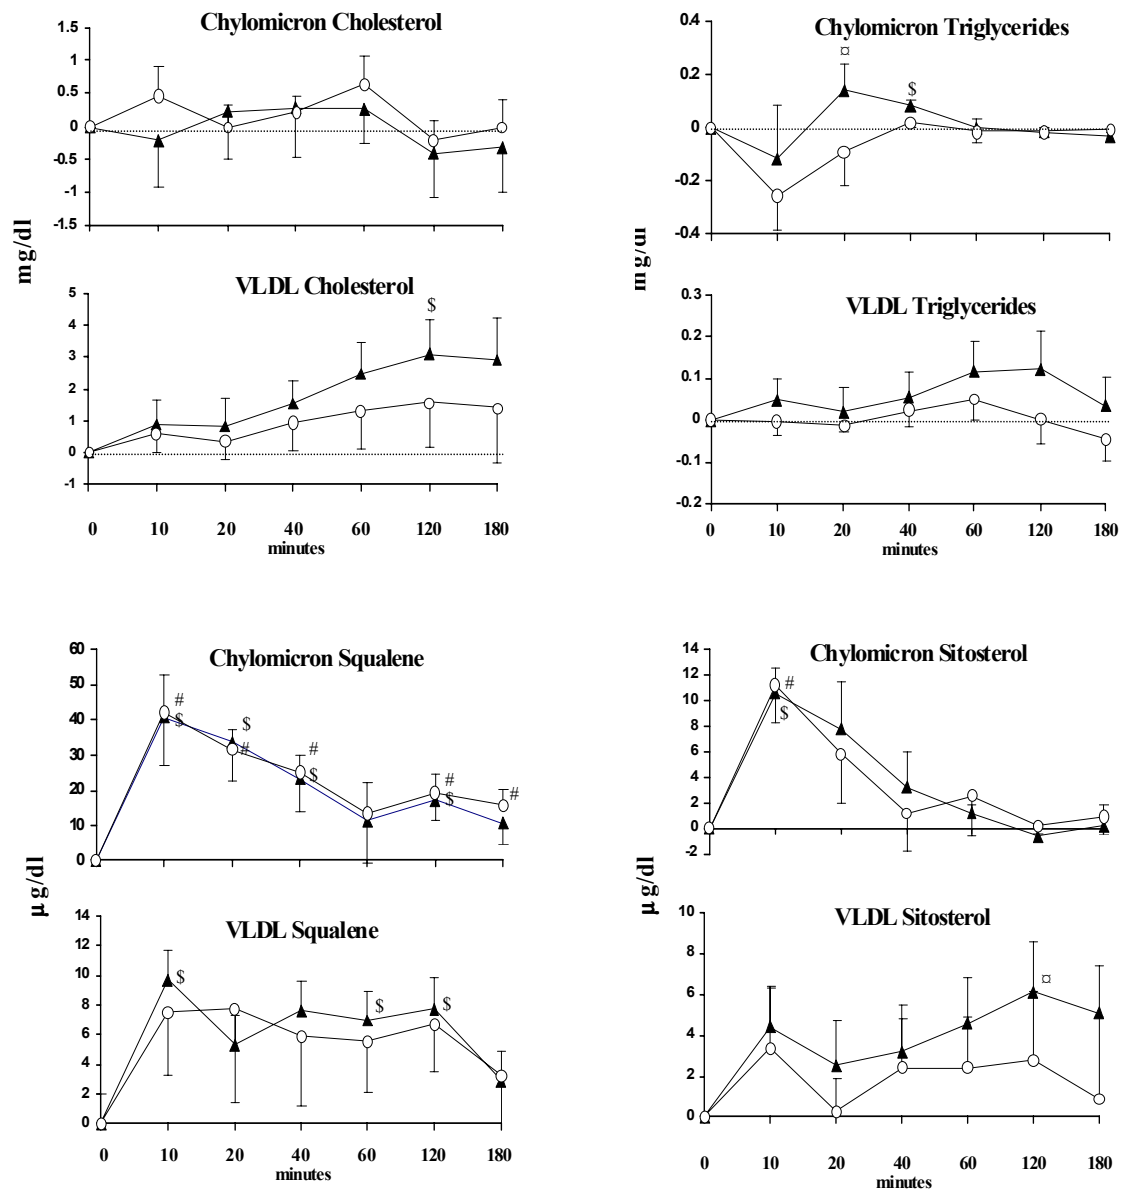 Chylomicron Cholesterol
1.5
1
0.5
0
-0.5
-1
-1.5
mg/dl
VLDL Cholesterol
$
5
4
3
2
1
0
-1
0 10 20 40 60 120 180
minutes
Chylomicron Triglycerides
¤
$
0.4
0.2
0
-0.2
-0.4
mg/dl
VLDL Triglycerides
0.3
0.2
0.1
0
-0.1
-0.2
0 10 20 40 60 120 180
minutes
Chylomicron Squalene
60
50
40
30
20
10
0
# $ # #
$ # $ $ #
µg/dl
VLDL Squalene
14
12
10
8
6
4
2
0
$ $ $
0 10 20 40 60 120 180
minutes
Chylomicron Sitosterol
14
12
10
8
6
4
2
0
-2
#
$
µg/dl
VLDL Sitosterol
10
8
6
4
2
0
¤
0 10 20 40 60 120 180
minutes